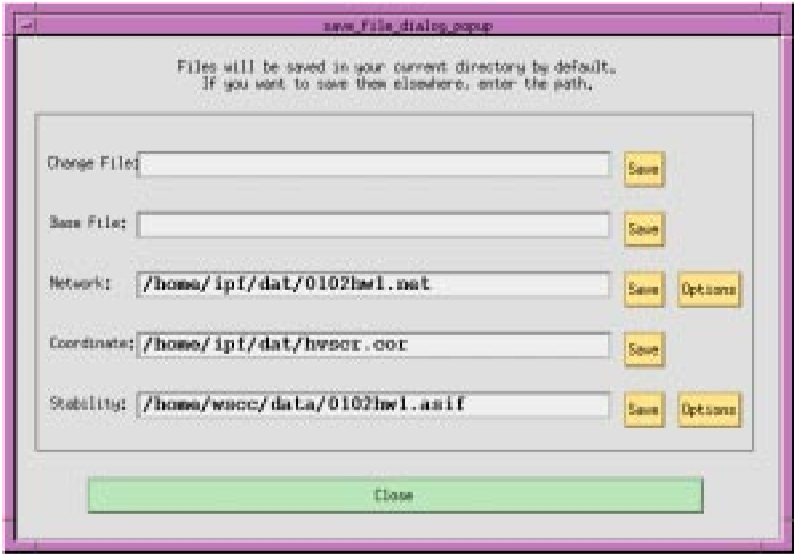 save_file_dialog_popup
Files will be saved in your current directory by default.
If you want to save them elsewhere, enter the path.
Change File: Save
Base File: Save
Network: /home/ipf/dat/0102hw1.net Save Options
Coordinate: /home/ipf/dat/hwscr.cor Save
Stability: /home/wscc/data/0102hw1.asif Save Options
Close